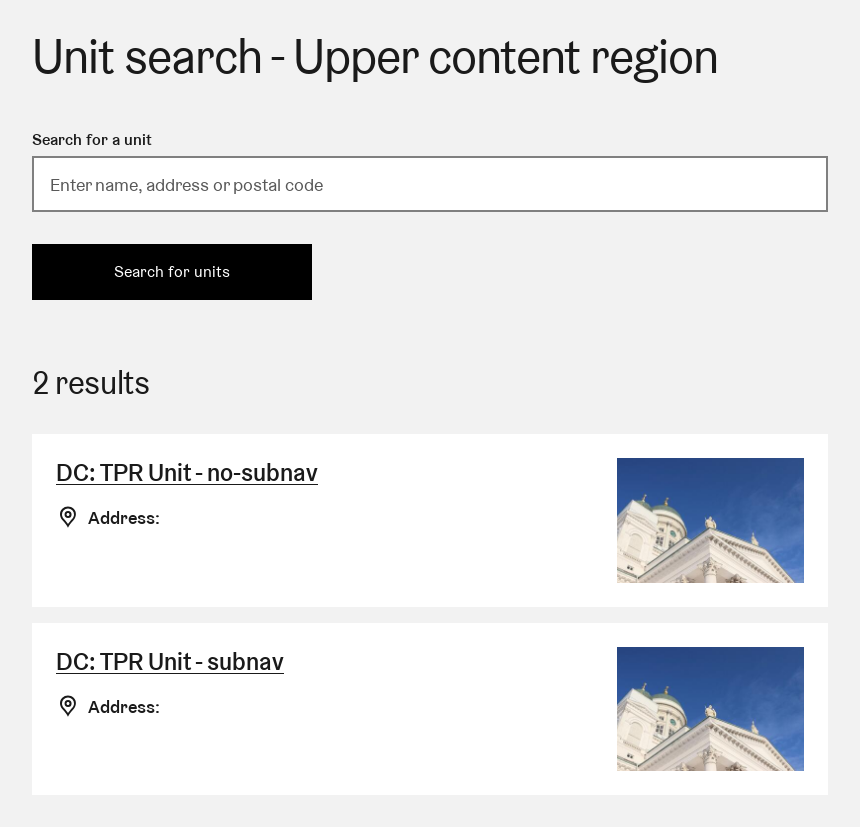 Unit search - Upper content region
Search for a unit
Enter name, address or postal code
Search for units
2 results
DC: TPR Unit - no-subnav
Address:
DC: TPR Unit - subnav
Address: